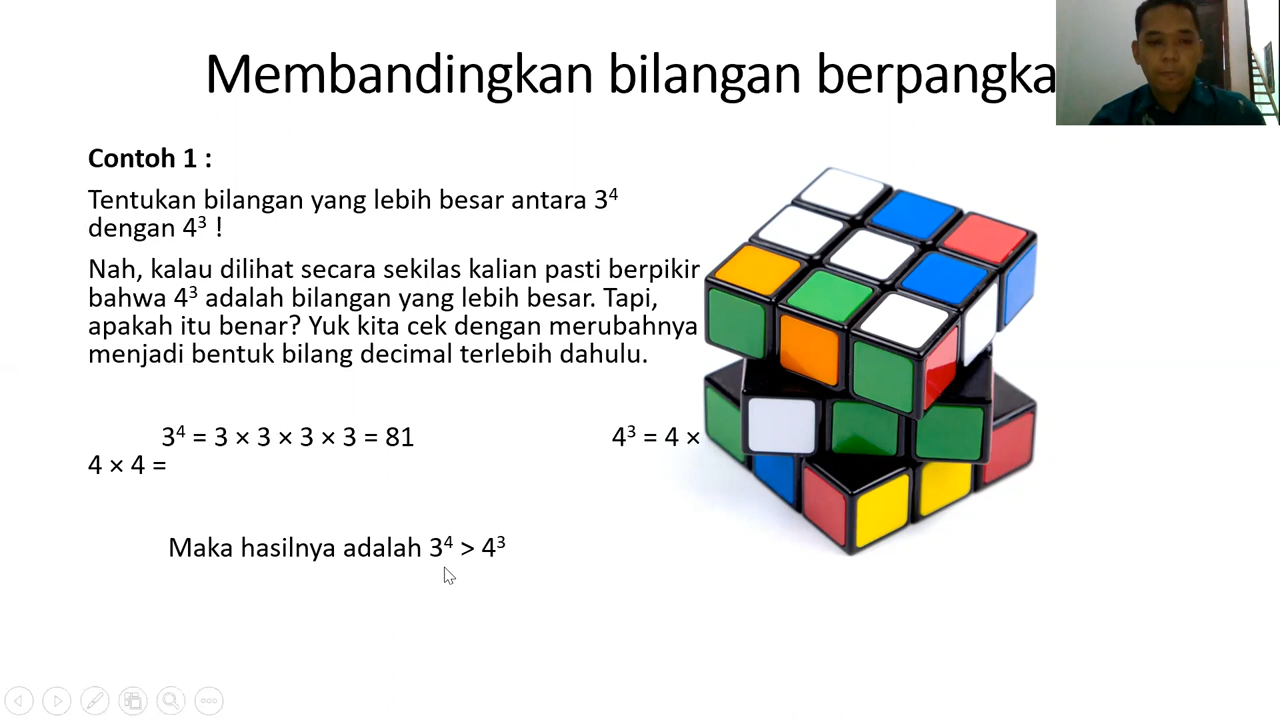 Membandingkan bilangan berpangka
Contoh 1 :
Tentukan bilangan yang lebih besar antara 3⁴
dengan 4³ !
Nah, kalau dilihat secara sekilas kalian pasti berpikir
bahwa 4³ adalah bilangan yang lebih besar. Tapi,
apakah itu benar? Yuk kita cek dengan merubahnya
menjadi bentuk bilang decimal terlebih dahulu.
3⁴ = 3 × 3 × 3 × 3 = 81 4³ = 4 ×
4 × 4 =
Maka hasilnya adalah 3⁴ > 4³